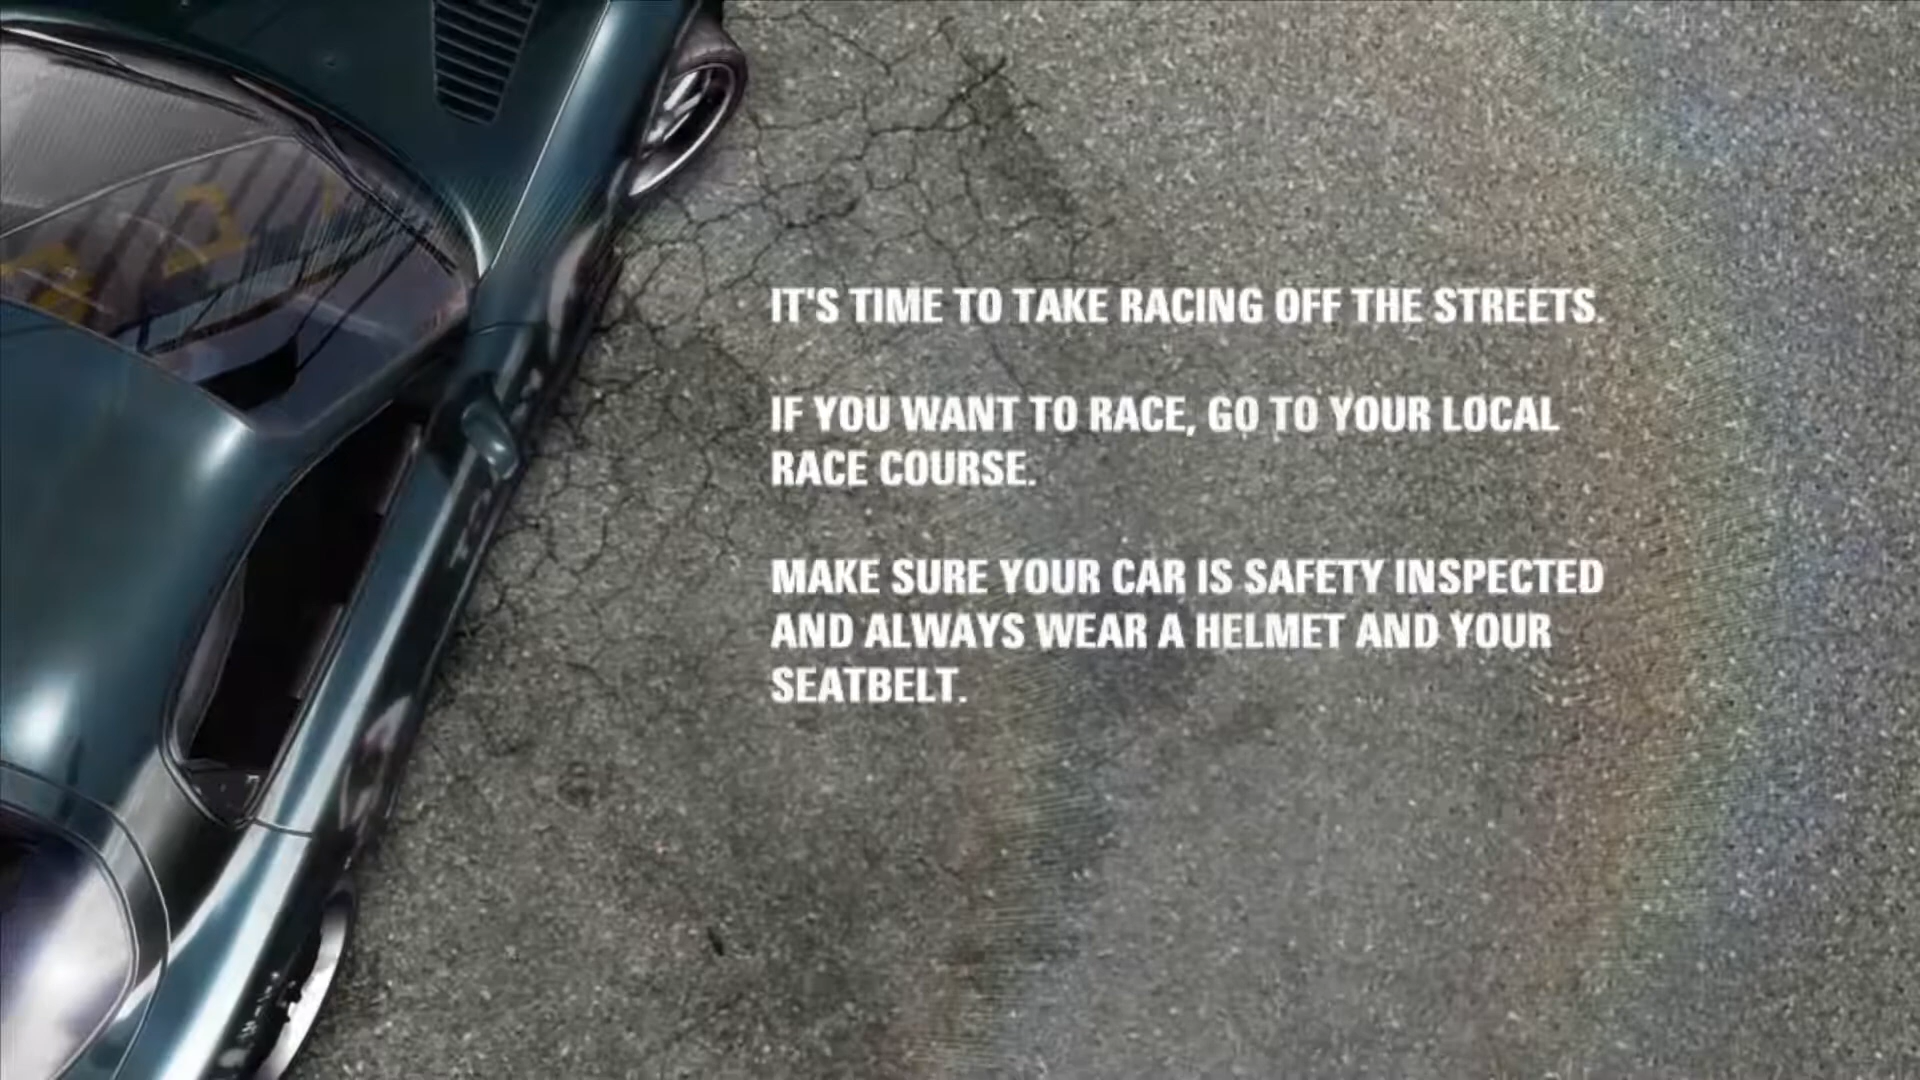 IT'S TIME TO TAKE RACING OFF THE STREETS.
IF YOU WANT TO RACE, GO TO YOUR LOCAL
RACE COURSE.
MAKE SURE YOUR CAR IS SAFETY INSPECTED
AND ALWAYS WEAR A HELMET AND YOUR
SEATBELT.